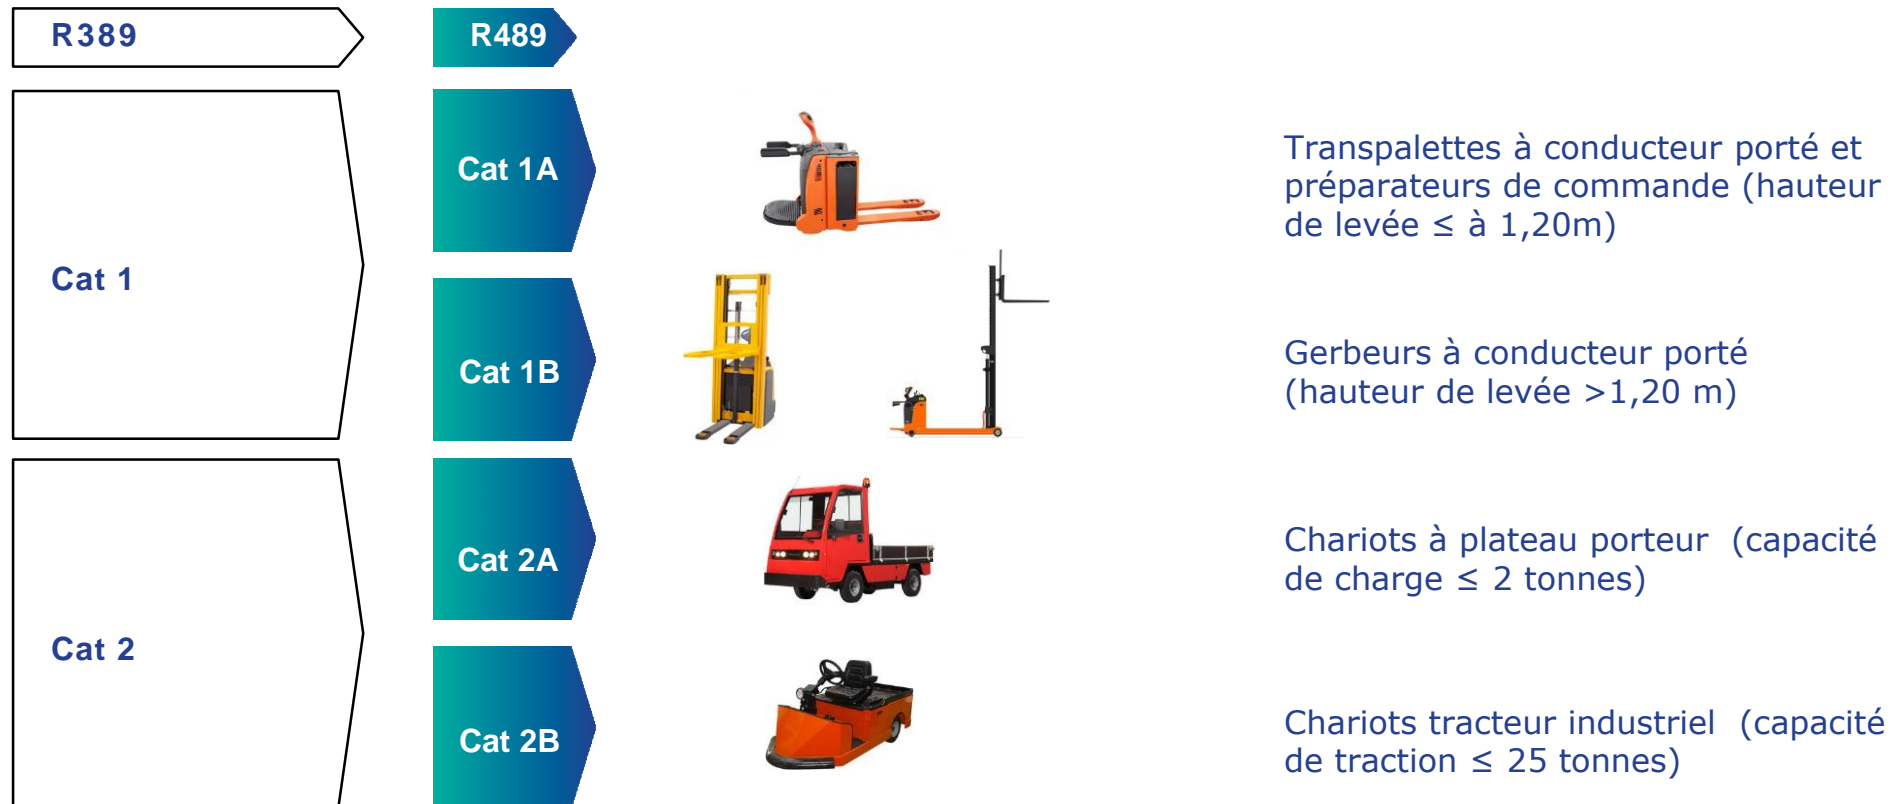 R389
R489
Cat 1
Cat 1A
Transpalettes à conducteur porté et
préparateurs de commande (hauteur
de levée ≤ à 1,20m)
Cat 1B
Gerbeurs à conducteur porté
(hauteur de levée >1,20 m)
Cat 2
Cat 2A
Chariots à plateau porteur (capacité
de charge ≤ 2 tonnes)
Cat 2B
Chariots tracteur industriel (capacité
de traction ≤ 25 tonnes)